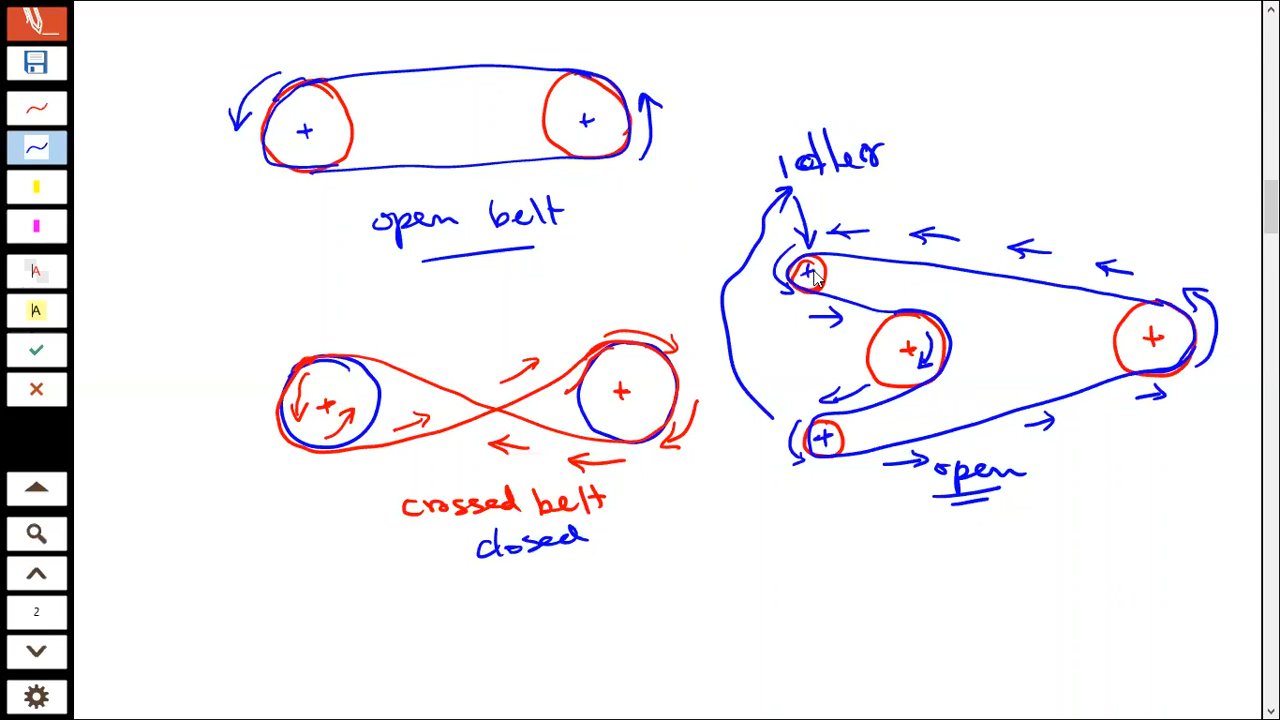 open belt
idler
crossed belt
closed
open
A
A
2